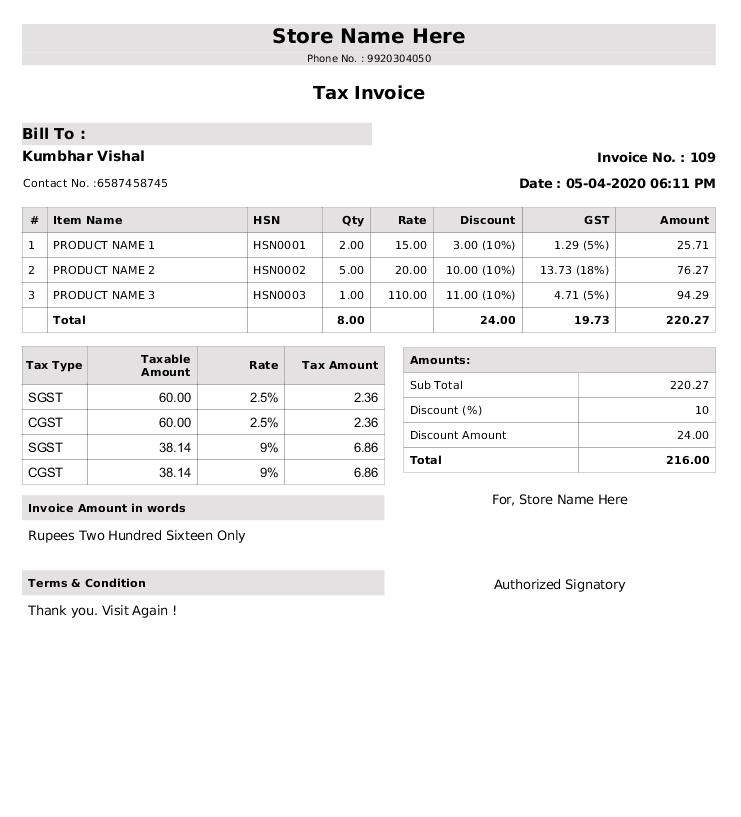 Store Name Here
Phone No. : 9920304050
Tax Invoice
Bill To :
Kumbhar Vishal
Invoice No. : 109
Contact No. :6587458745
Date : 05-04-2020 06:11 PM
# Item Name HSN Qty Rate Discount GST Amount
1 PRODUCT NAME 1 HSN0001 2.00 15.00 3.00 (10%) 1.29 (5%) 25.71
2 PRODUCT NAME 2 HSN0002 5.00 20.00 10.00 (10%) 13.73 (18%) 76.27
3 PRODUCT NAME 3 HSN0003 1.00 110.00 11.00 (10%) 4.71 (5%) 94.29
Total 8.00 24.00 19.73 220.27
Tax Type Taxable Amount Rate Tax Amount
SGST 60.00 2.5% 2.36
CGST 60.00 2.5% 2.36
SGST 38.14 9% 6.86
CGST 38.14 9% 6.86
Amounts:
Sub Total 220.27
Discount (%) 10
Discount Amount 24.00
Total 216.00
Invoice Amount in words
Rupees Two Hundred Sixteen Only
For, Store Name Here
Terms & Condition
Thank you. Visit Again !
Authorized Signatory